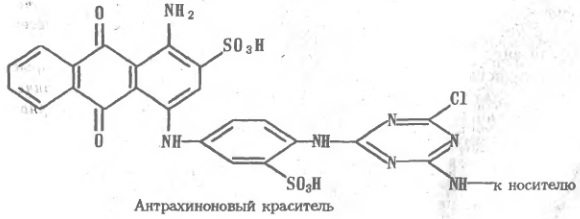 O
NH₂
SO₃H
O
NH
NH
SO₃H
N
Cl
N
N
NH
к носителю
Антрахиноновый краситель